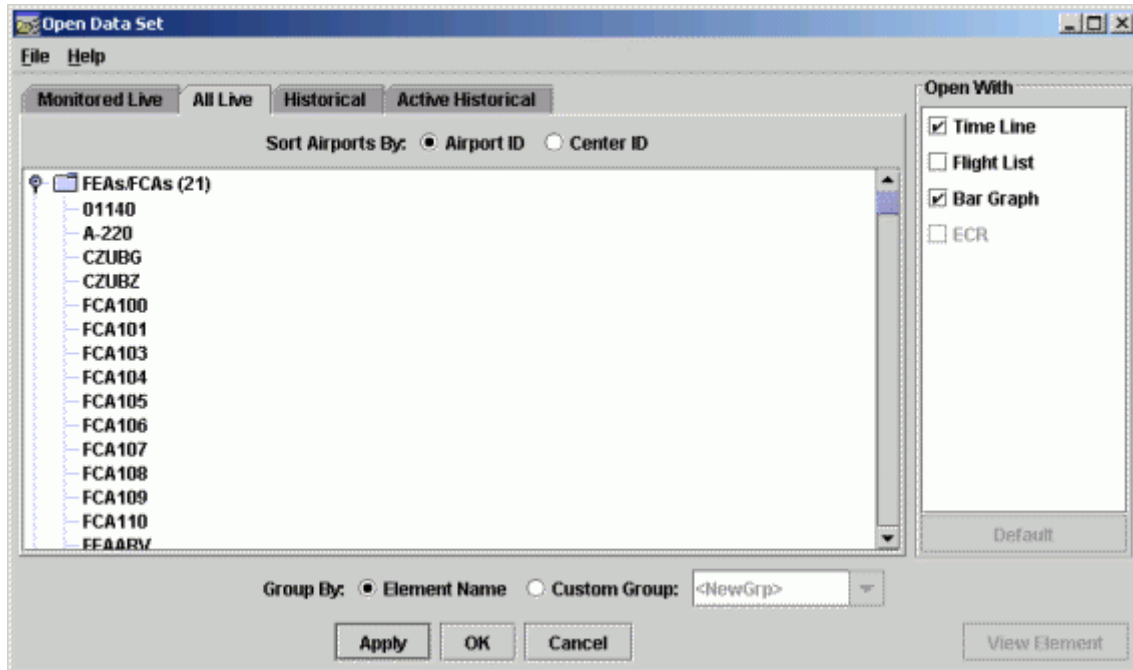 Open Data Set
File Help
Monitored Live All Live Historical Active Historical
Sort Airports By: Airport ID Center ID
FEAs/FCAs (21)
01140
A-220
CZUBG
CZUBZ
FCA100
FCA101
FCA103
FCA104
FCA105
FCA106
FCA107
FCA108
FCA109
FCA110
FEAARV
Open With
Time Line
Flight List
Bar Graph
ECR
Default
Group By: Element Name Custom Group: <NewGrp>
Apply OK Cancel View Element